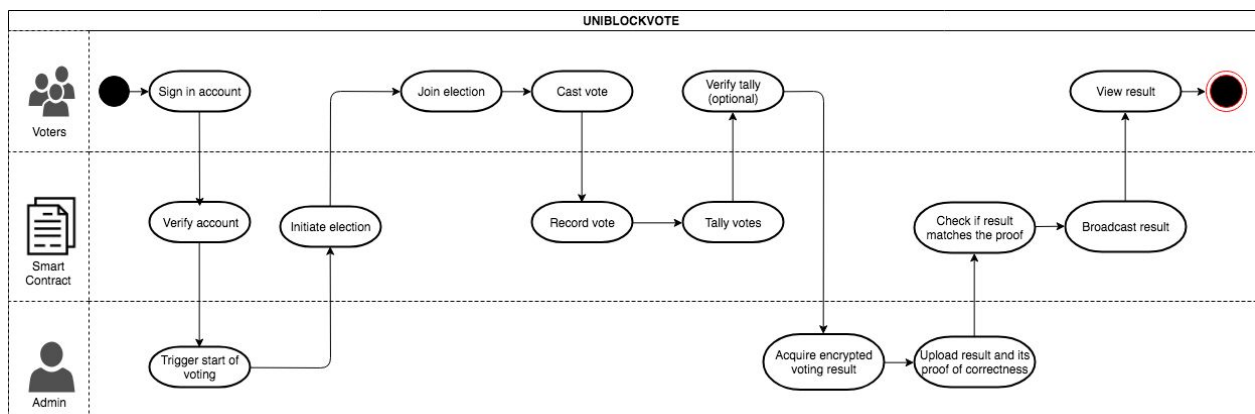 UNIBLOCKVOTE
Voters
Sign in account
Join election
Cast vote
Verify tally
(optional)
View result
Smart
Contract
Verify account
Initiate election
Record vote
Tally votes
Check if result
matches the proof
Broadcast result
Admin
Trigger start of
voting
Acquire encrypted
voting result
Upload result and its
proof of correctness